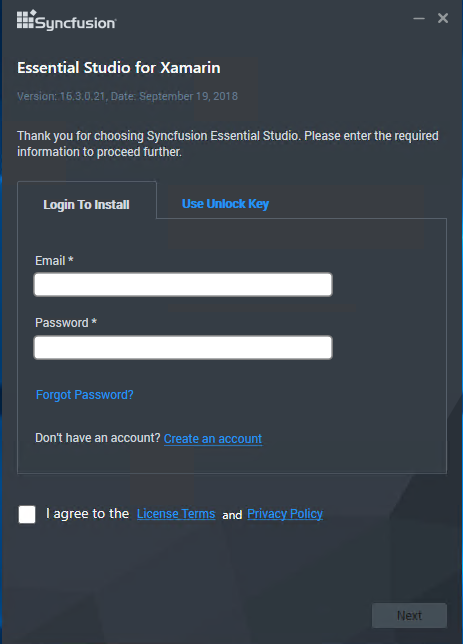 Syncfusion
Essential Studio for Xamarin
Version: 16.3.0.21, Date: September 19, 2018
Thank you for choosing Syncfusion Essential Studio. Please enter the required
information to proceed further.
Login To Install
Use Unlock Key
Email *
Password *
Forgot Password?
Don't have an account? Create an account
I agree to the License Terms and Privacy Policy
Next